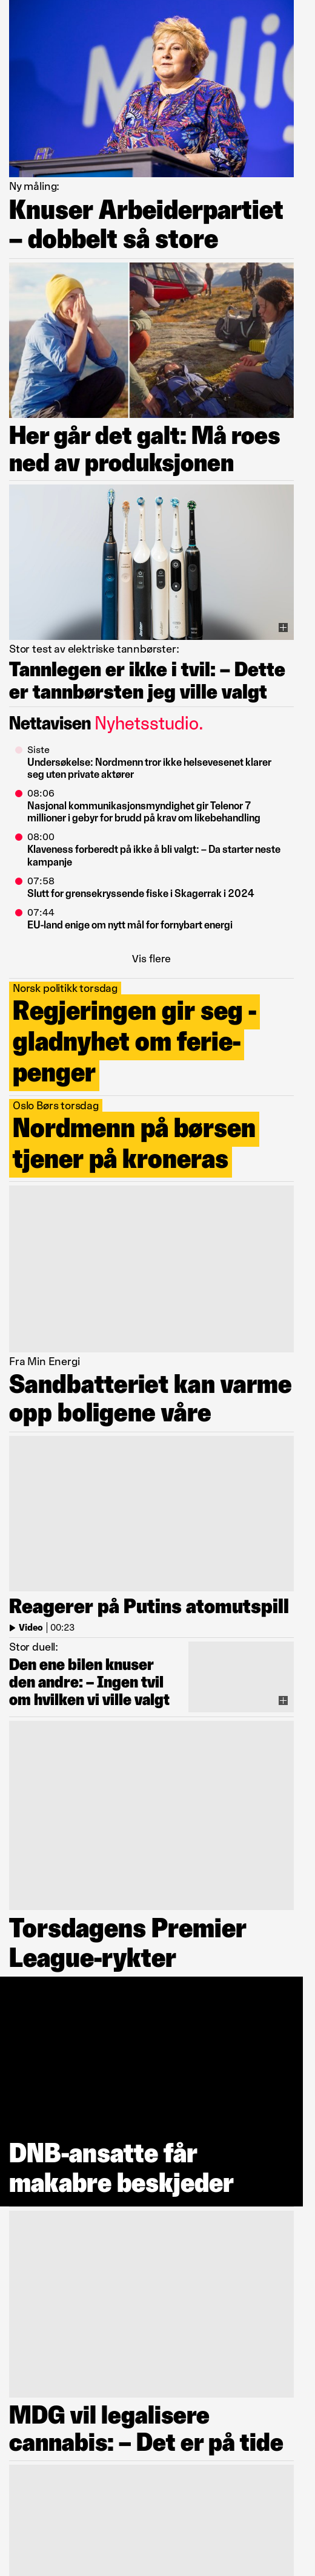 Mulig
Ny måling:
Knuser Arbeiderpartiet
– dobbelt så store
Her går det galt: Må roes
ned av produksjonen
Stor test av elektriske tannbørster:
Tannlegen er ikke i tvil: – Dette
er tannbørsten jeg ville valgt
Nettavisen Nyhetsstudio.
Siste
Undersøkelse: Nordmenn tror ikke helsevesenet klarer
seg uten private aktører
08:06
Nasjonal kommunikasjonsmyndighet gir Telenor 7
millioner i gebyr for brudd på krav om likebehandling
08:00
Klaveness forberedt på ikke å bli valgt: – Da starter neste
kampanje
07:58
Slutt for grensekryssende fiske i Skagerrak i 2024
07:44
EU-land enige om nytt mål for fornybart energi
Vis flere
Norsk politikk torsdag
Regjeringen gir seg -
gladnyhet om ferie-
penger
Oslo Børs torsdag
Nordmenn på børsen
tjener på kroneras
Fra Min Energi
Sandbatteriet kan varme
opp boligene våre
Reagerer på Putins atomutspill
Video | 00:23
Stor duell:
Den ene bilen knuser
den andre: – Ingen tvil
om hvilken vi ville valgt
Torsdagens Premier
League-rykter
DNB-ansatte får
makabre beskjeder
MDG vil legalisere
cannabis: – Det er på tide